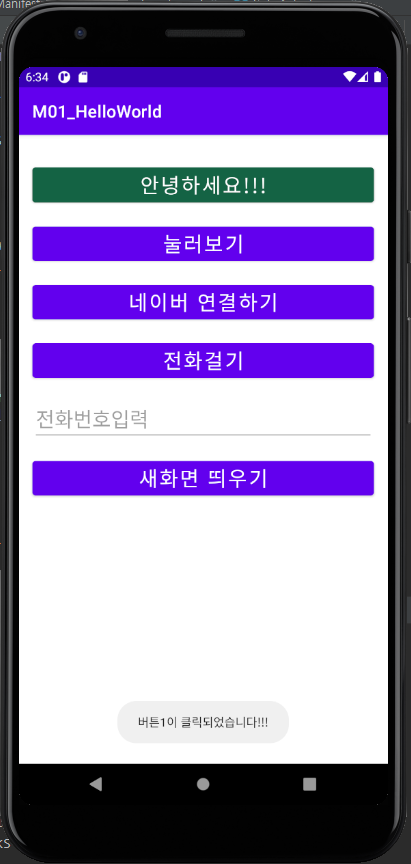 Manifest
6:34
M01_HelloWorld
안녕하세요!!!
눌러보기
네이버 연결하기
전화걸기
전화번호입력
새화면 띄우기
버튼1이 클릭되었습니다!!!